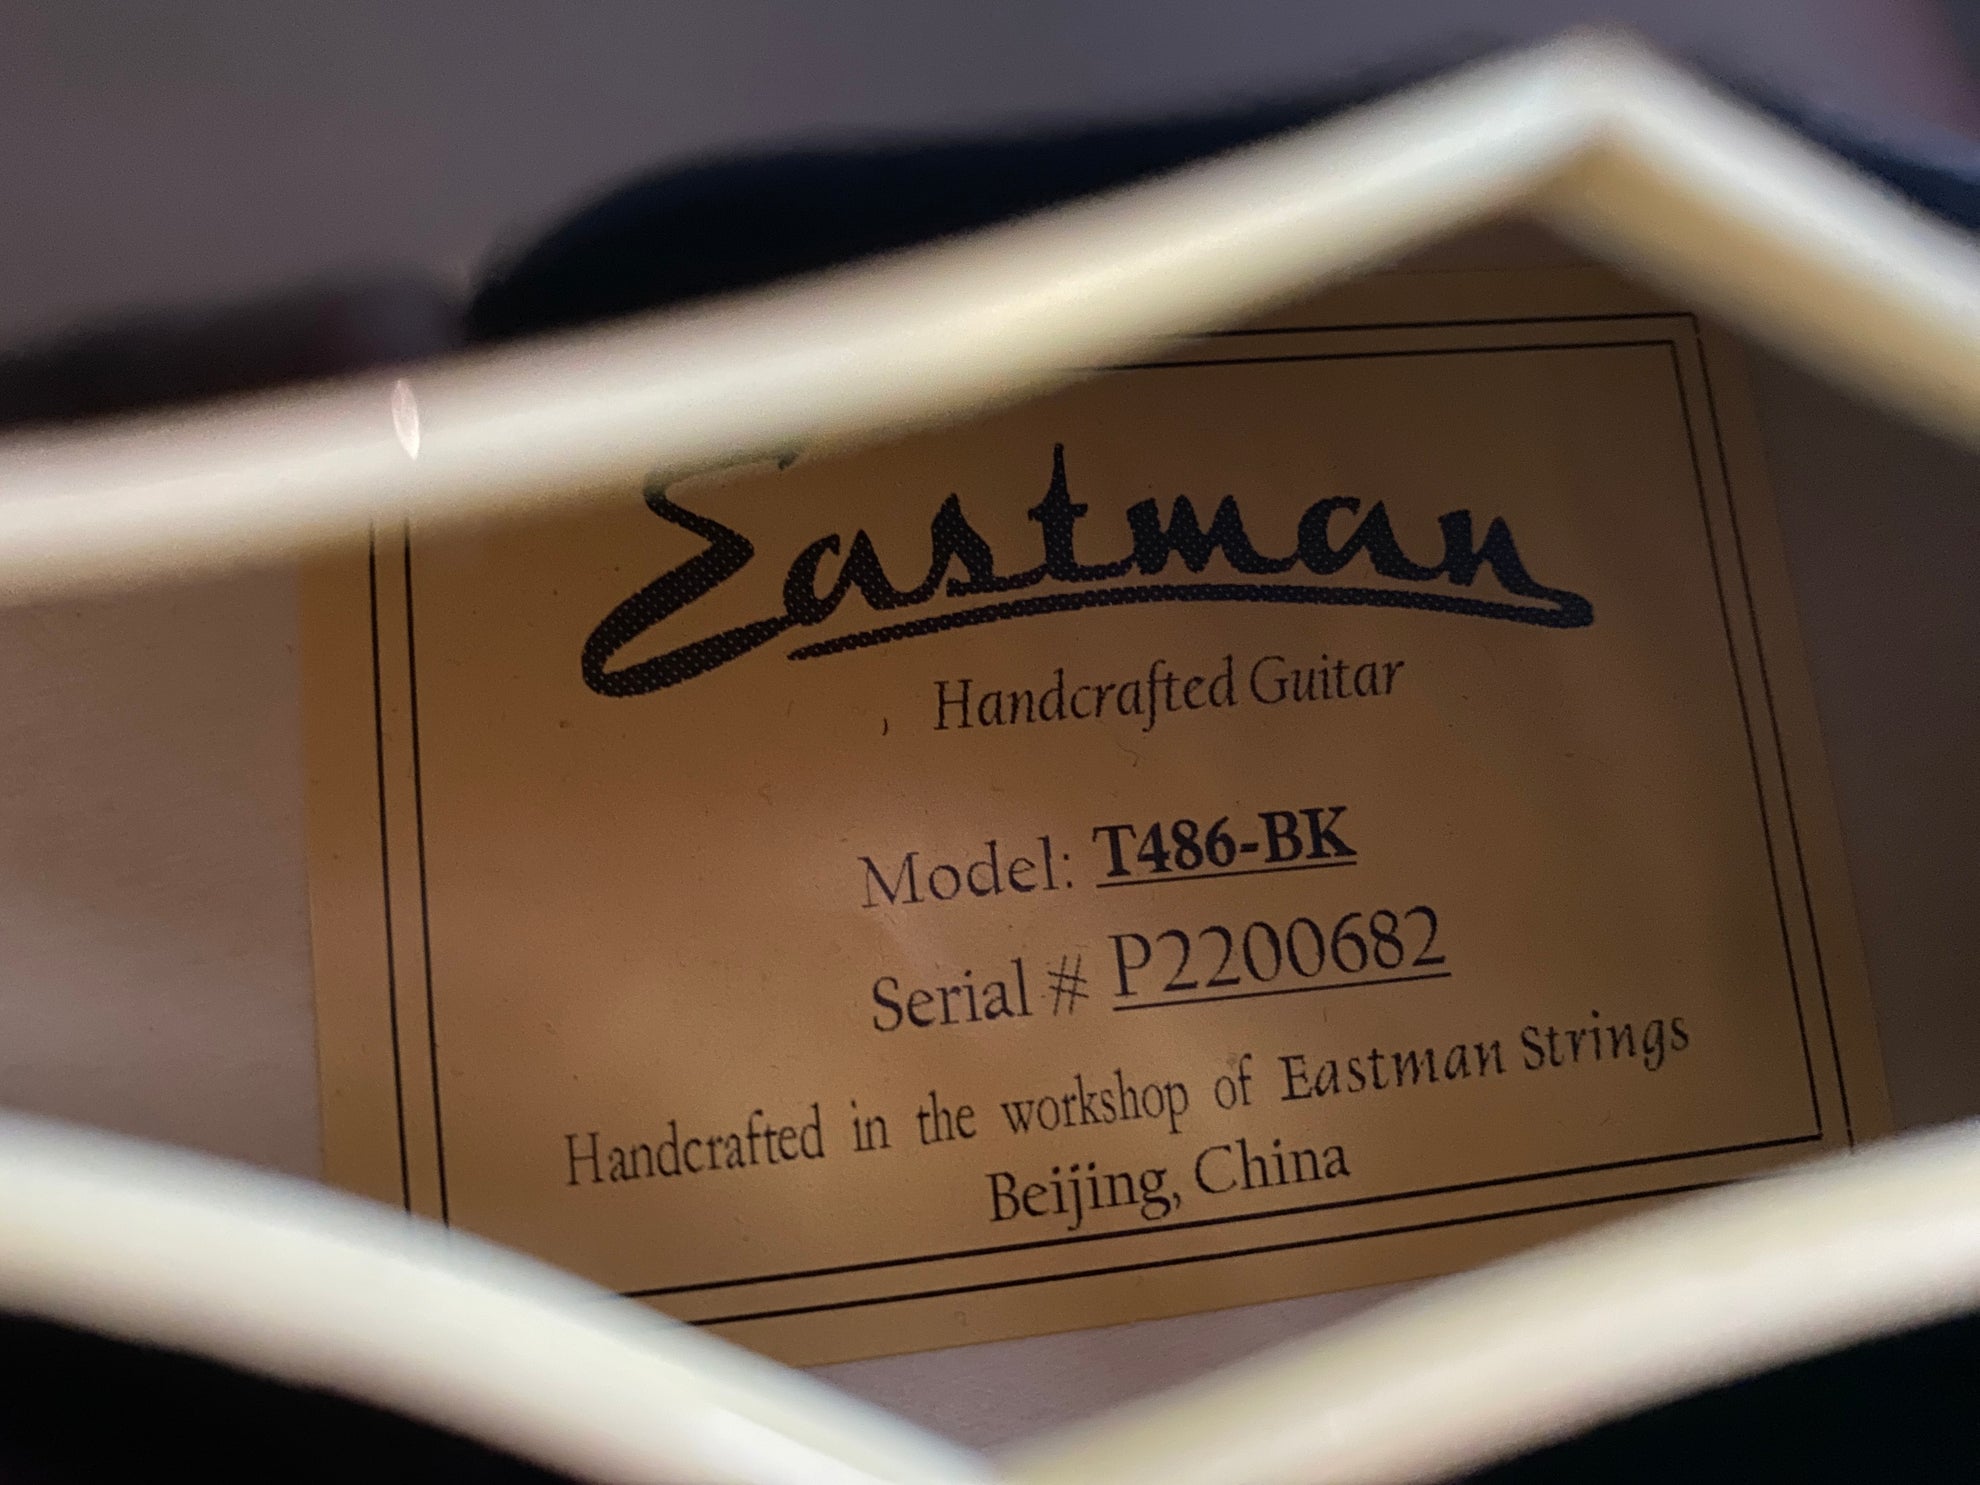 Eastman
Handcrafted Guitar
Model: T486-BK
Serial # P2200682
Handcrafted in the workshop of Eastman Strings
Beijing, China